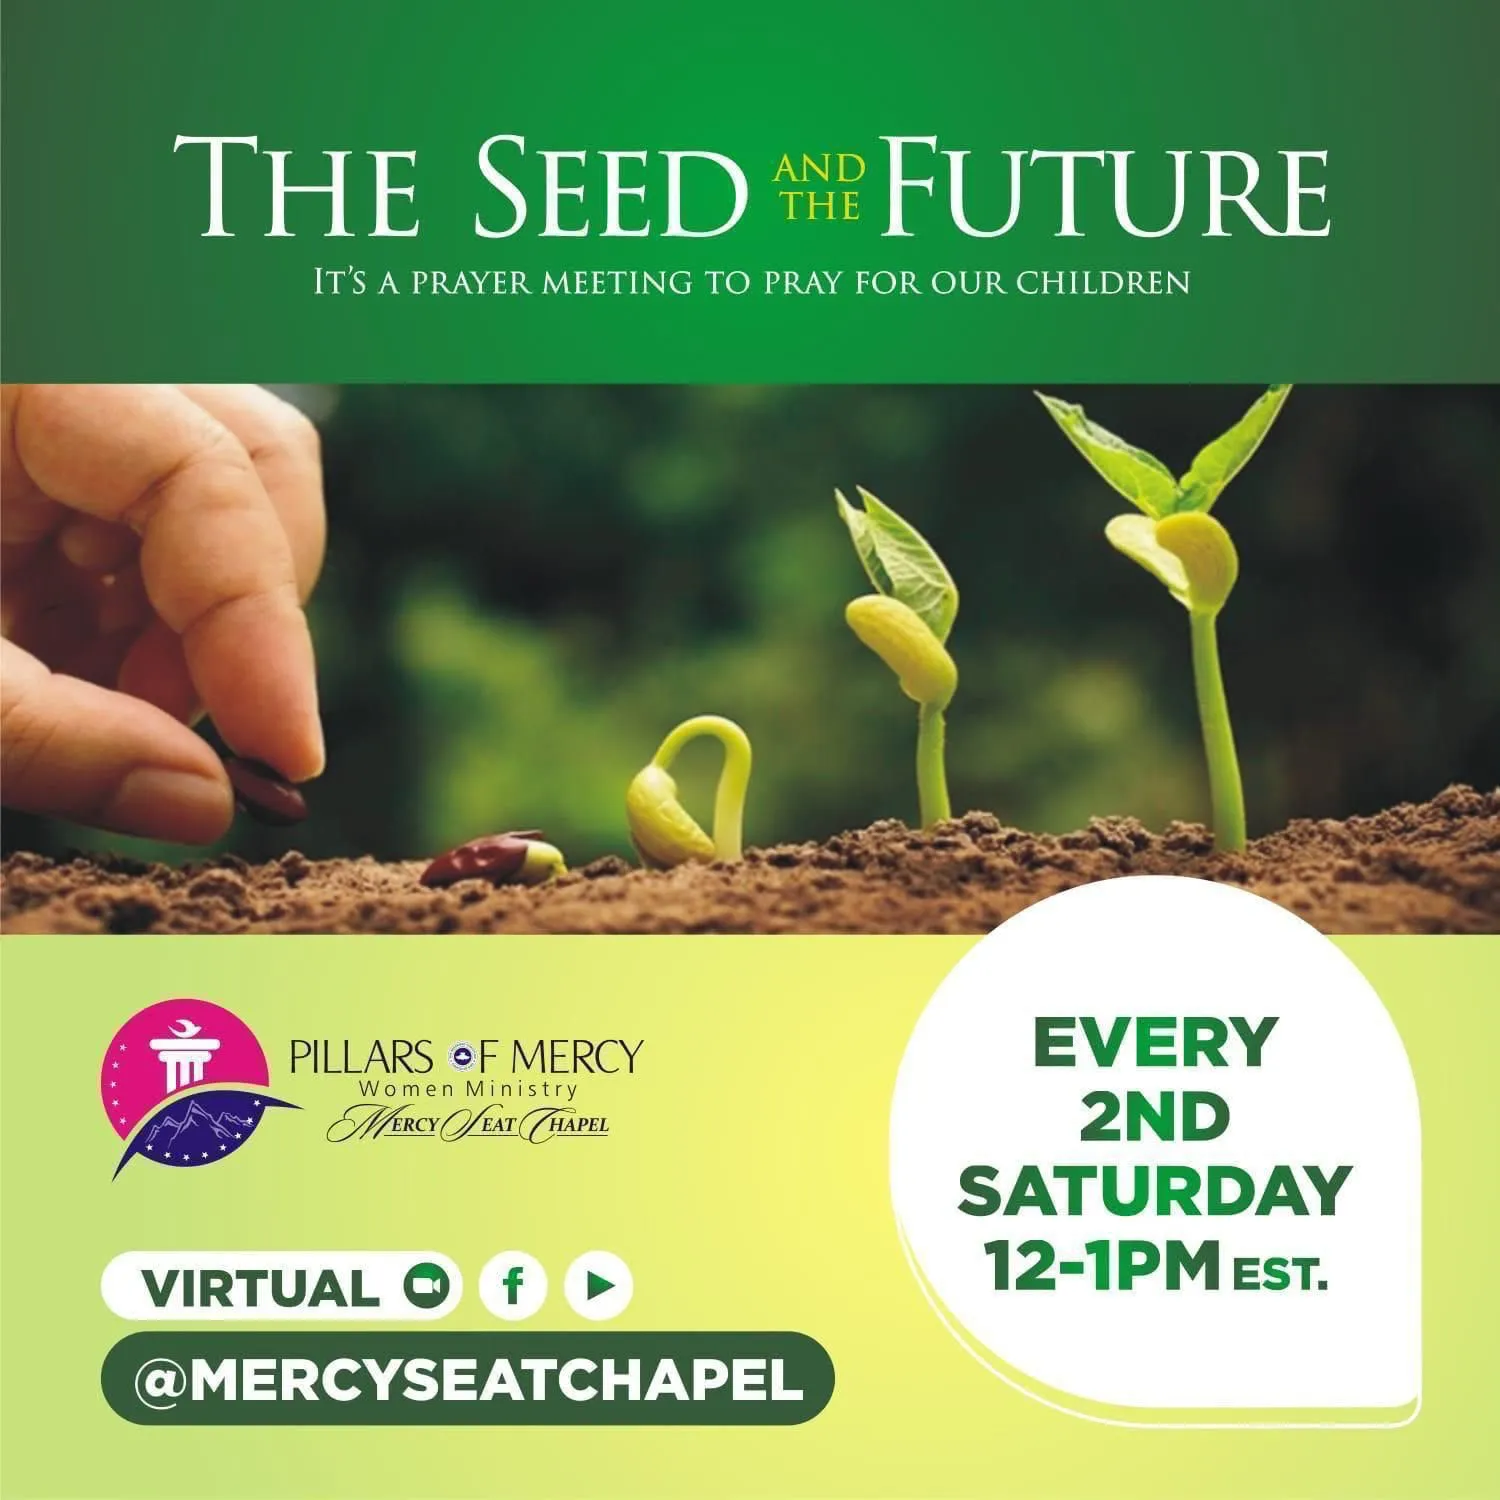 THE SEED AND THE FUTURE
IT'S A PRAYER MEETING TO PRAY FOR OUR CHILDREN
PILLARS OF MERCY
Women Ministry
MERCY SEAT CHAPEL
EVERY
2ND
SATURDAY
12-1PM EST.
VIRTUAL
f
@MERCYSEATCHAPEL